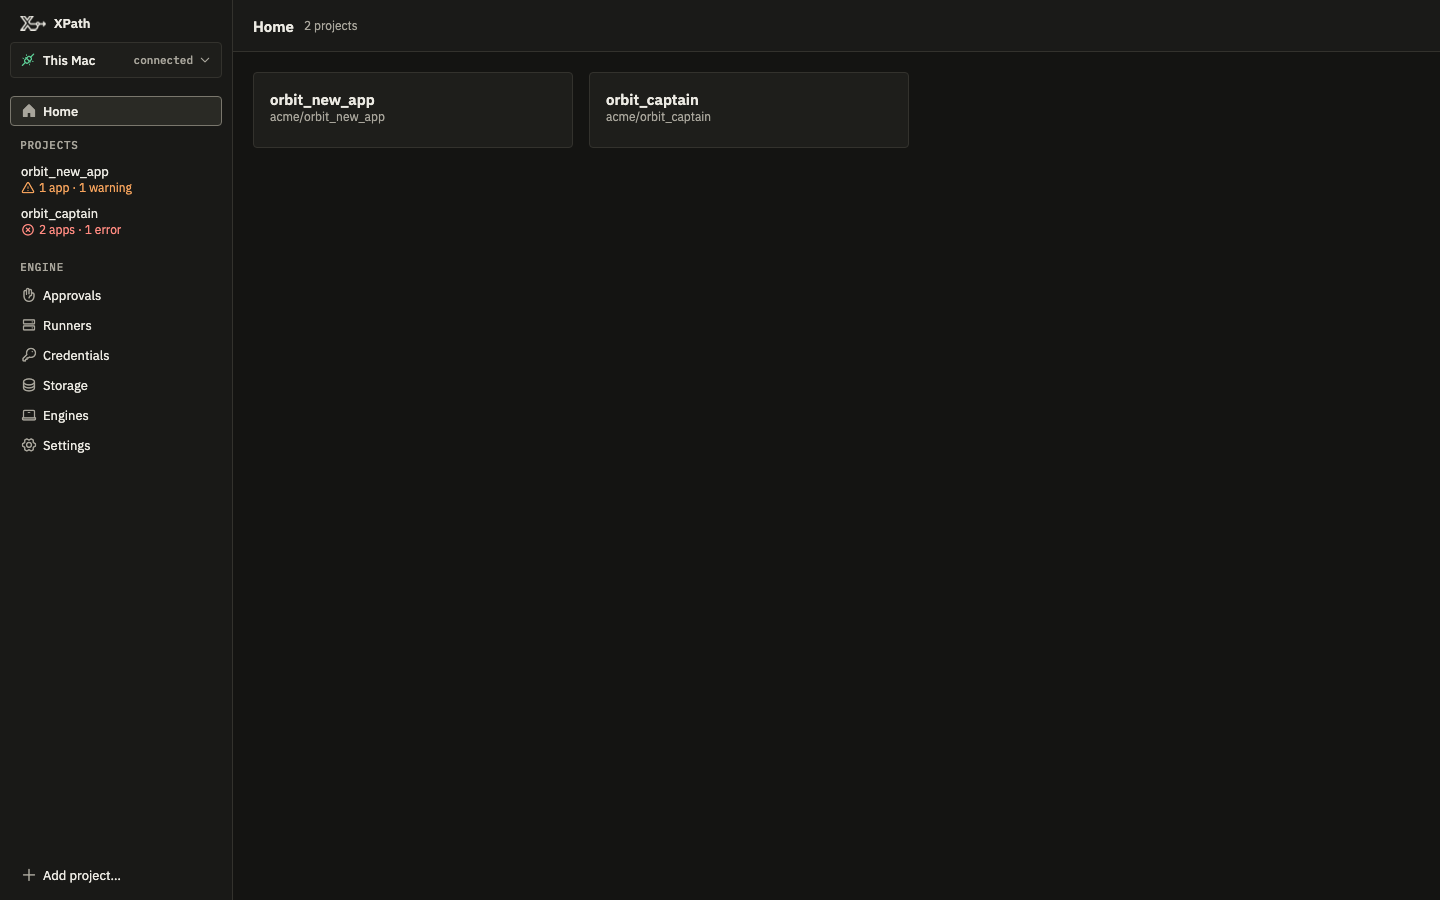 XPath
This Mac connected
Home
PROJECTS
orbit_new_app
1 app · 1 warning
orbit_captain
2 apps · 1 error
ENGINE
Approvals
Runners
Credentials
Storage
Engines
Settings
Add project...
Home 2 projects
orbit_new_app
acme/orbit_new_app
orbit_captain
acme/orbit_captain